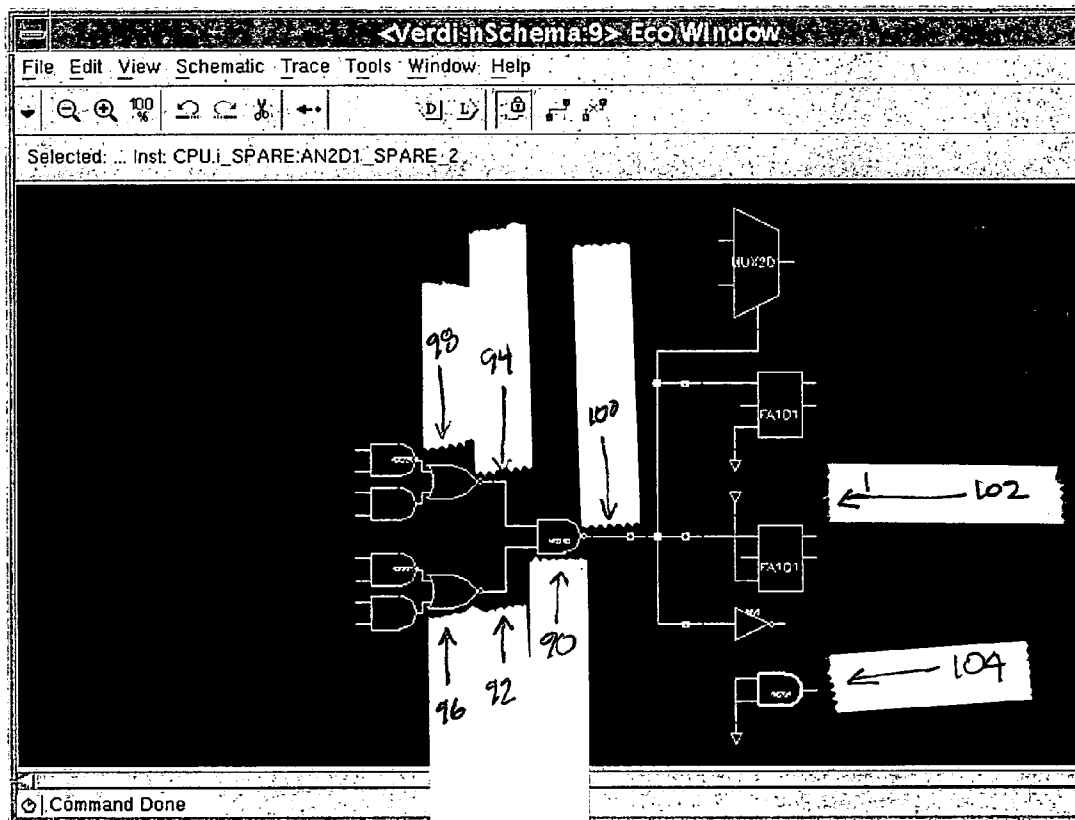 <Verdi:nSchema:9> Eco Window
File Edit View Schematic Trace Tools Window Help
100 %
D L
Selected: ... Inst: CPU.i_SPARE:AN2D1_SPARE_2
MUX2D
98
94
100
FA1D1
102
FA1D1
90
104
96
92
Command Done